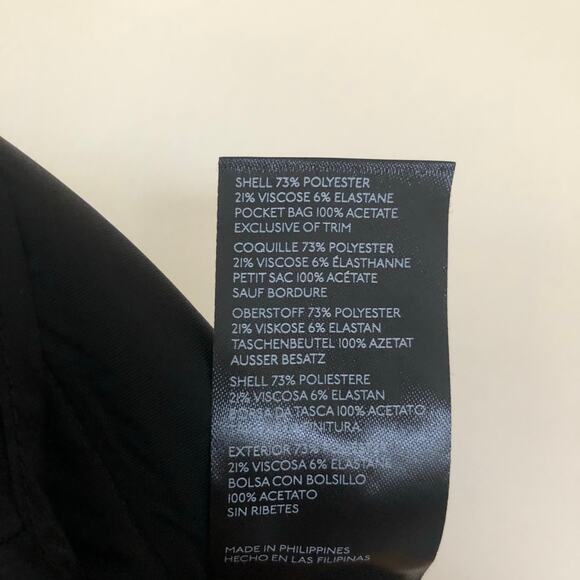 SHELL 73% POLYESTER
21% VISCOSE 6% ELASTANE
POCKET BAG 100% ACETATE
EXCLUSIVE OF TRIM
COQUILLE 73% POLYESTER
21% VISCOSE 6% ÉLASTHANNE
PETIT SAC 100% ACÉTATE
SAUF BORDURE
OBERSTOFF 73% POLYESTER
21% VISKOSE 6% ELASTAN
TASCHENBEUTEL 100% AZETAT
AUSSER BESATZ
SHELL 73% POLIESTERE
21% VISCOSA 6% ELASTAN
DA TASCA 100% ACETATO
EXTERIOR 73%
21% VISCOSA 6% ELASTANE
BOLSA CON BOLSILLO
100% ACETATO
SIN RIBETES
MADE IN PHILIPPINES
HECHO EN LAS FILIPINAS